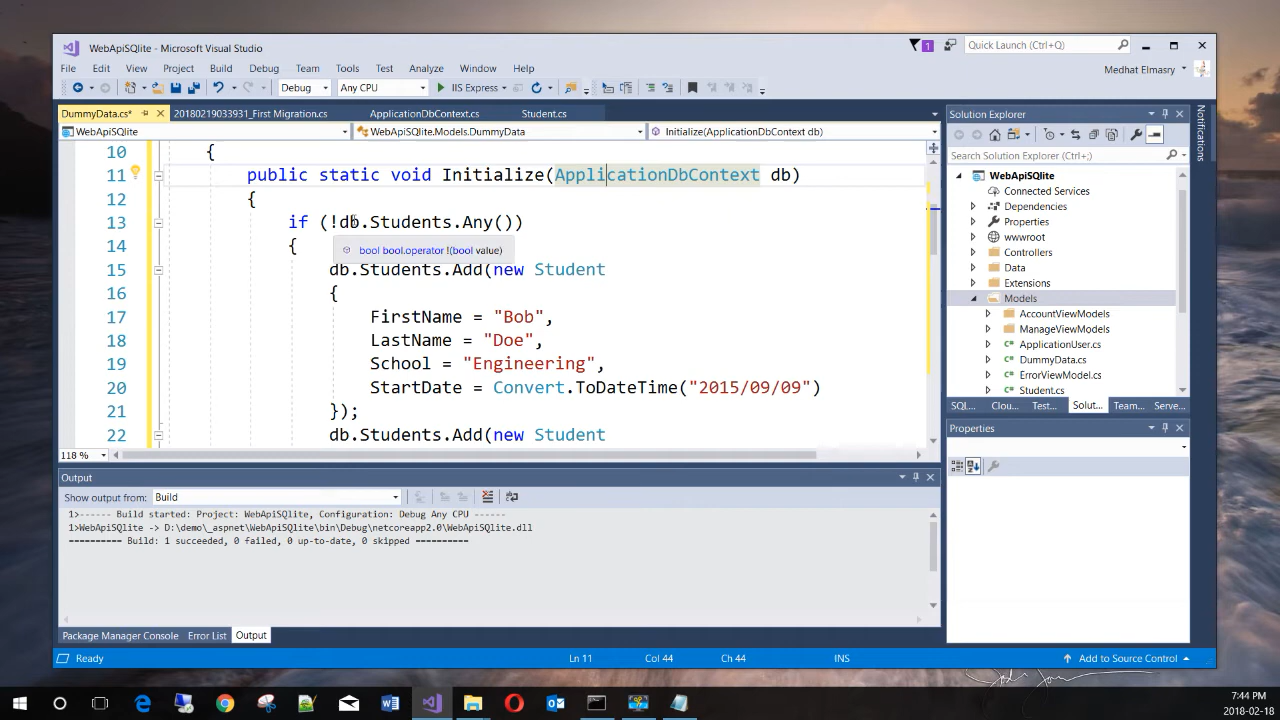 WebApiSQlite - Microsoft Visual Studio
1
Quick Launch (Ctrl+Q)
File Edit View Project Build Debug Team Tools Test Analyze Window Help
Medhat Elmasry
Debug Any CPU IIS Express
DummyData.cs* 20180219033931_First Migration.cs ApplicationDbContext.cs Student.cs
WebApiSQlite WebApiSQlite.Models.DummyData Initialize(ApplicationDbContext db)
10 {
11 public static void Initialize(ApplicationDbContext db)
12 {
13 if (!db.Students.Any())
14 {
bool bool.operator !(bool value)
15 db.Students.Add(new Student
16 {
17 FirstName = "Bob",
18 LastName = "Doe",
19 School = "Engineering",
20 StartDate = Convert.ToDateTime("2015/09/09")
21 });
22 db.Students.Add(new Student
118 %
Output
Show output from: Build
1>------ Build started: Project: WebApiSQlite, Configuration: Debug Any CPU ------
1>WebApiSQlite -> D:\demo\_aspnet\WebApiSQlite\bin\Debug\netcoreapp2.0\WebApiSQlite.dll
========== Build: 1 succeeded, 0 failed, 0 up-to-date, 0 skipped ==========
Package Manager Console Error List Output
Solution Explorer
Search Solution Explorer (Ctrl+;)
WebApiSQlite
Connected Services
Dependencies
Properties
wwwroot
Controllers
Data
Extensions
Models
AccountViewModels
ManageViewModels
ApplicationUser.cs
DummyData.cs
ErrorViewModel.cs
Student.cs
SQL... Clou... Test... Solut... Team... Serve...
Properties
Notifications
Ready Ln 11 Col 44 Ch 44 INS Add to Source Control
7:44 PM
2018-02-18